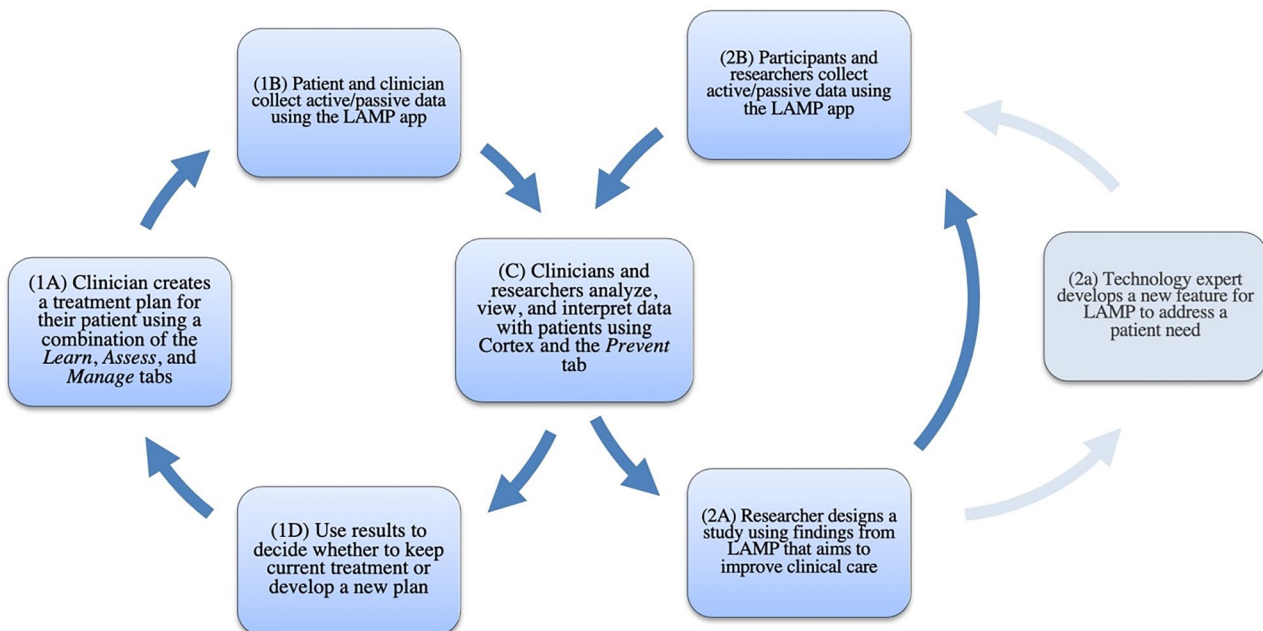 (1B) Patient and clinician
collect active/passive data
using the LAMP app
(2B) Participants and
researchers collect
active/passive data using
the LAMP app
(1A) Clinician creates
a treatment plan for
their patient using a
combination of the
Learn, Assess, and
Manage tabs
(C) Clinicians and
researchers analyze,
view, and interpret data
with patients using
Cortex and the Prevent
tab
(2a) Technology expert
develops a new feature for
LAMP to address a
patient need
(1D) Use results to
decide whether to keep
current treatment or
develop a new plan
(2A) Researcher designs a
study using findings from
LAMP that aims to
improve clinical care